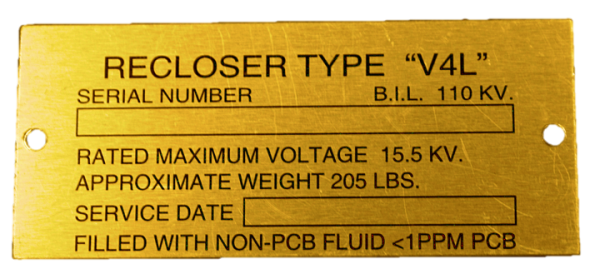 RECLOSER TYPE "V4L"
SERIAL NUMBER B.I.L. 110 KV.
RATED MAXIMUM VOLTAGE 15.5 KV.
APPROXIMATE WEIGHT 205 LBS.
SERVICE DATE
FILLED WITH NON-PCB FLUID <1PPM PCB